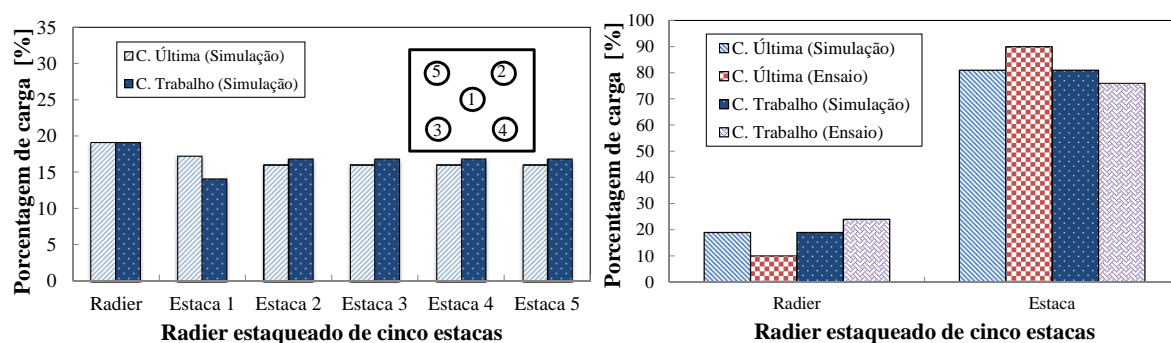 Porcentagem de carga [%]
35
30
25
20
15
10
5
0
C. Última (Simulação)
C. Trabalho (Simulação)
5
2
1
3
4
Radier
Estaca 1
Estaca 2
Estaca 3
Estaca 4
Estaca 5
Radier estaqueado de cinco estacas
Porcentagem de carga [%]
100
90
80
70
60
50
40
30
20
10
0
C. Última (Simulação)
C. Última (Ensaio)
C. Trabalho (Simulação)
C. Trabalho (Ensaio)
Radier
Estaca
Radier estaqueado de cinco estacas